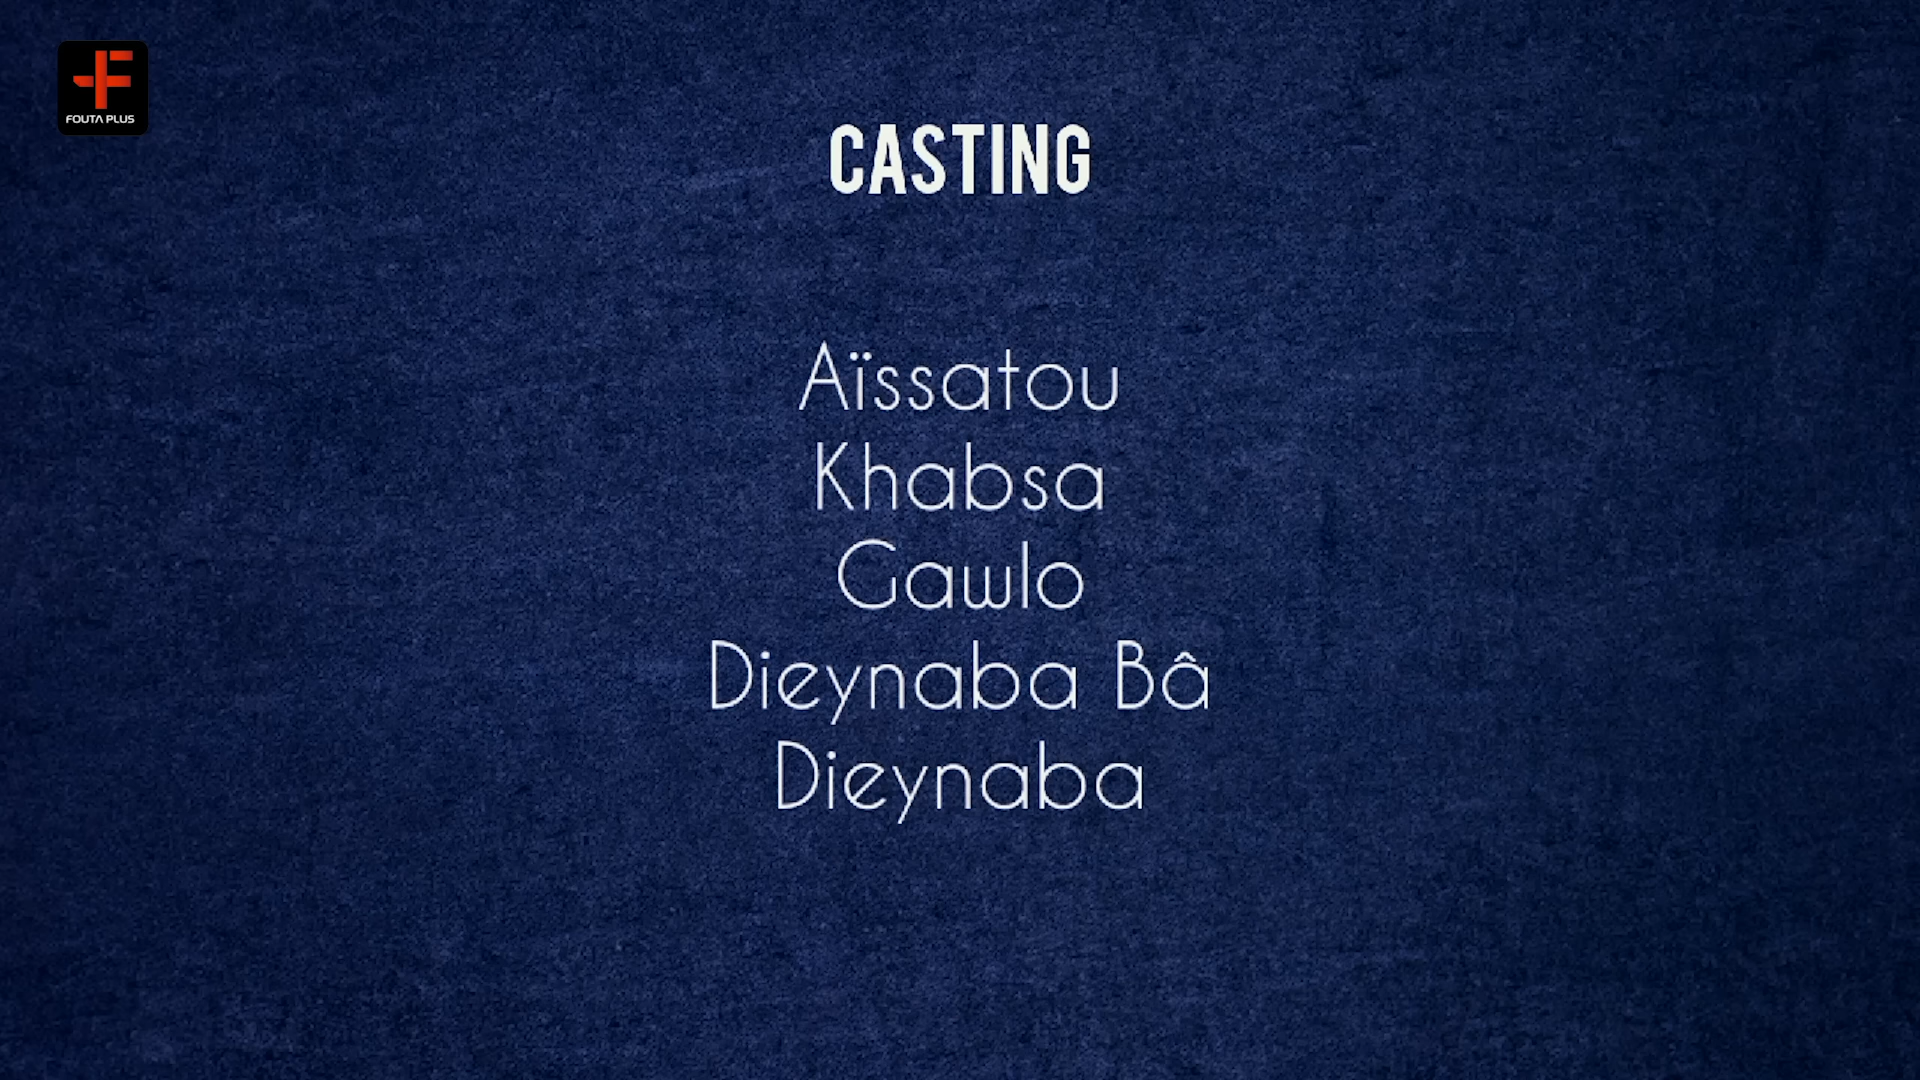 FOUTA PLUS
CASTING
Aïssatou
Khabsa
Gawlo
Dieynaba Bâ
Dieynaba